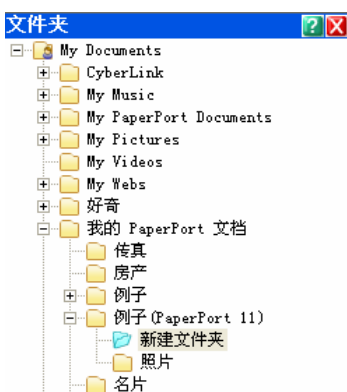 文件夹
My Documents
CyberLink
My Music
My PaperPort Documents
My Pictures
My Videos
My Webs
好奇
我的 PaperPort 文档
传真
房产
例子
例子(PaperPort 11)
新建文件夹
照片
名片